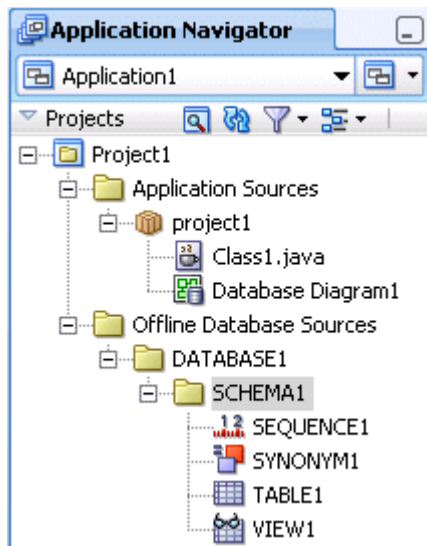 Application Navigator
Application1
Projects
Project1
Application Sources
project1
Class1.java
Database Diagram1
Offline Database Sources
DATABASE1
SCHEMA1
1 2 SEQUENCE1
SYNONYM1
TABLE1
VIEW1